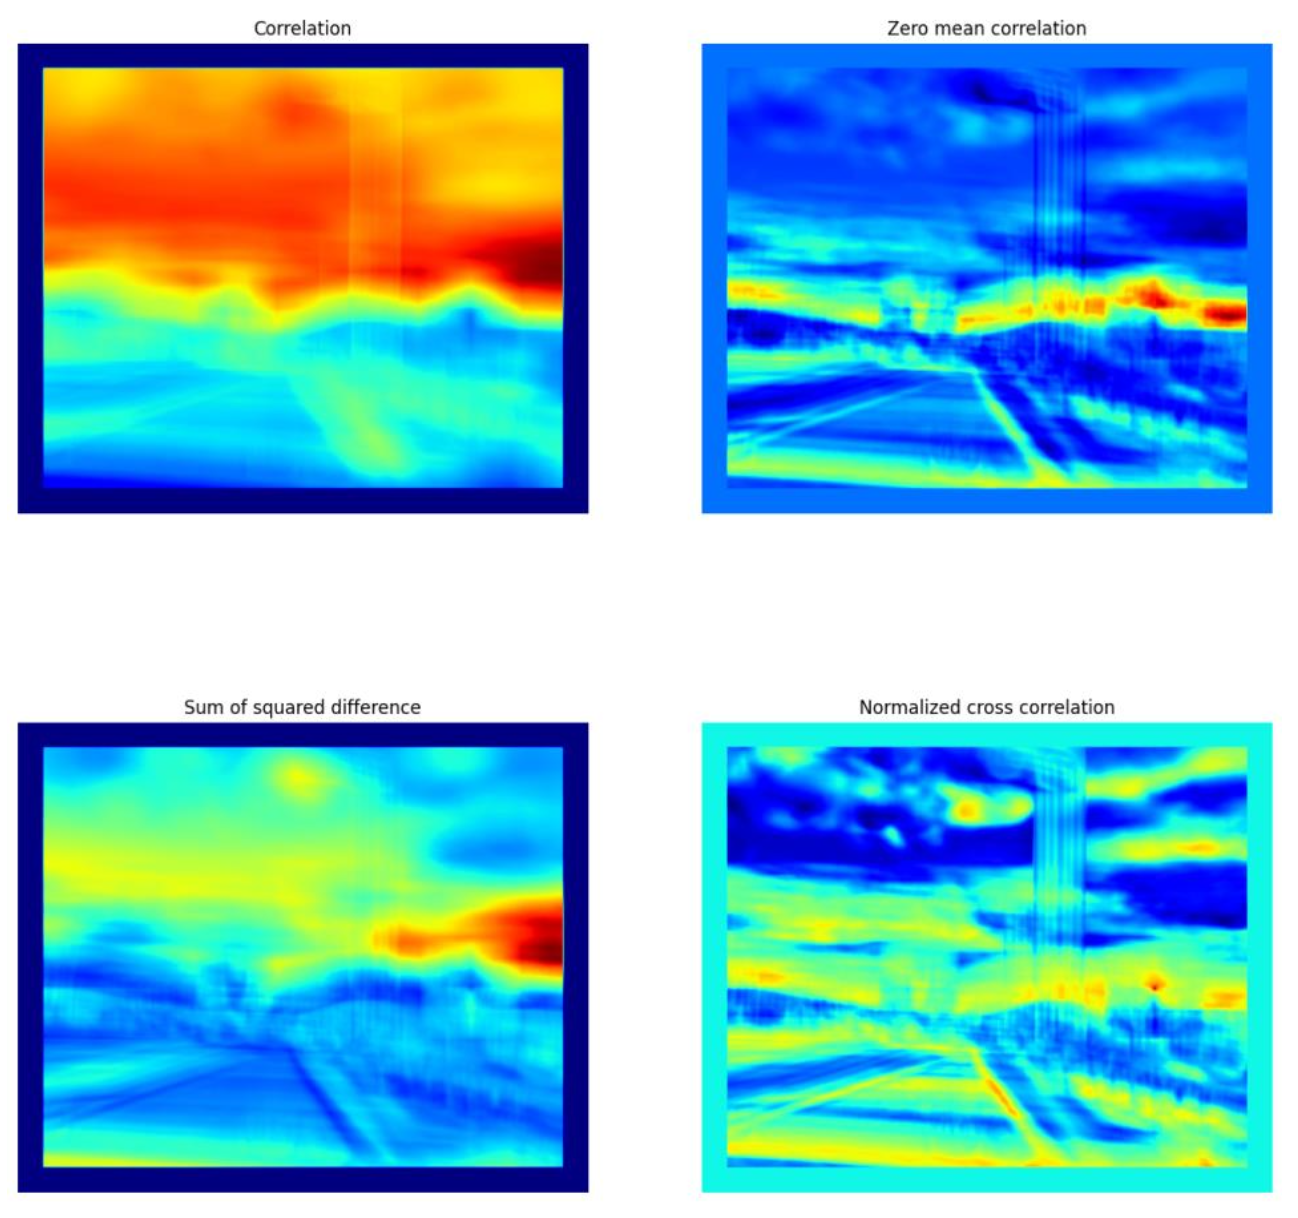 Correlation
Zero mean correlation
Sum of squared difference
Normalized cross correlation